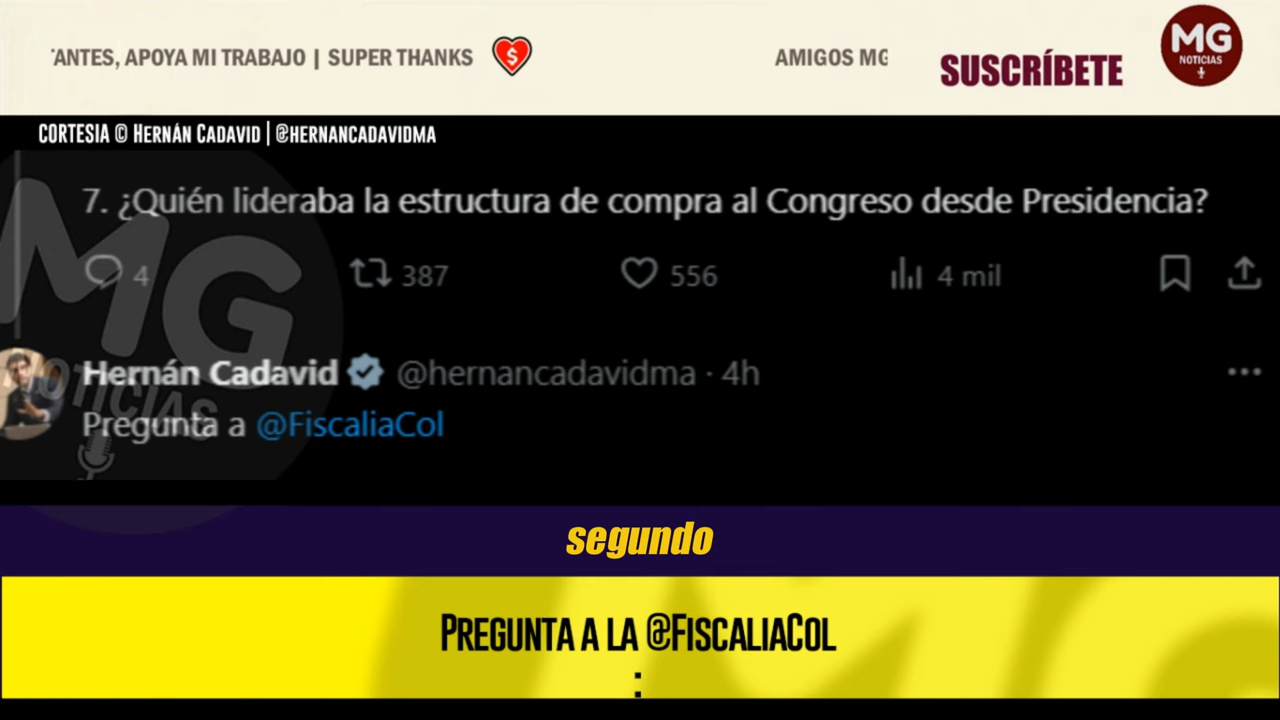 'ANTES, APOYA MI TRABAJO | SUPER THANKS
AMIGOS MG
SUSCRÍBETE
MG
NOTICIAS
CORTESIA © HERNÁN CADAVID | @HERNANCADAVIDMA
7. ¿Quién lideraba la estructura de compra al Congreso desde Presidencia?
4 387 556 4 mil
Hernán Cadavid @hernancadavidma · 4h
Pregunta a @FiscaliaCol
MG
NOTICIAS
segundo
PREGUNTA A LA @FISCALIACOL
: